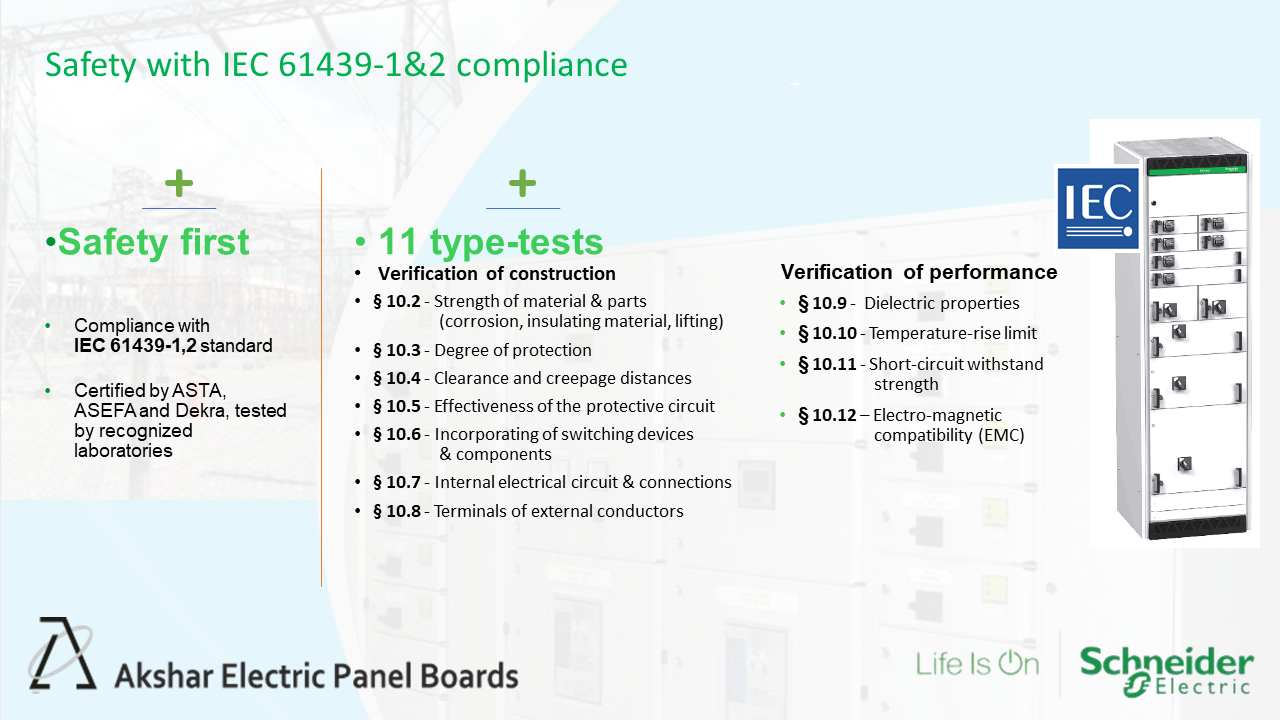 Safety with IEC 61439-1&2 compliance
+
•Safety first
• Compliance with
IEC 61439-1,2 standard
• Certified by ASTA,
ASEFA and Dekra, tested
by recognized
laboratories
+
• 11 type-tests
• Verification of construction
• § 10.2 - Strength of material & parts
(corrosion, insulating material, lifting)
• § 10.3 - Degree of protection
• § 10.4 - Clearance and creepage distances
• § 10.5 - Effectiveness of the protective circuit
• § 10.6 - Incorporating of switching devices
& components
• § 10.7 - Internal electrical circuit & connections
• § 10.8 - Terminals of external conductors
Verification of performance
• § 10.9 - Dielectric properties
• § 10.10 - Temperature-rise limit
• § 10.11 - Short-circuit withstand
strength
• § 10.12 – Electro-magnetic
compatibility (EMC)
IEC
Akshar Electric Panel Boards
Life Is On
Schneider
Electric